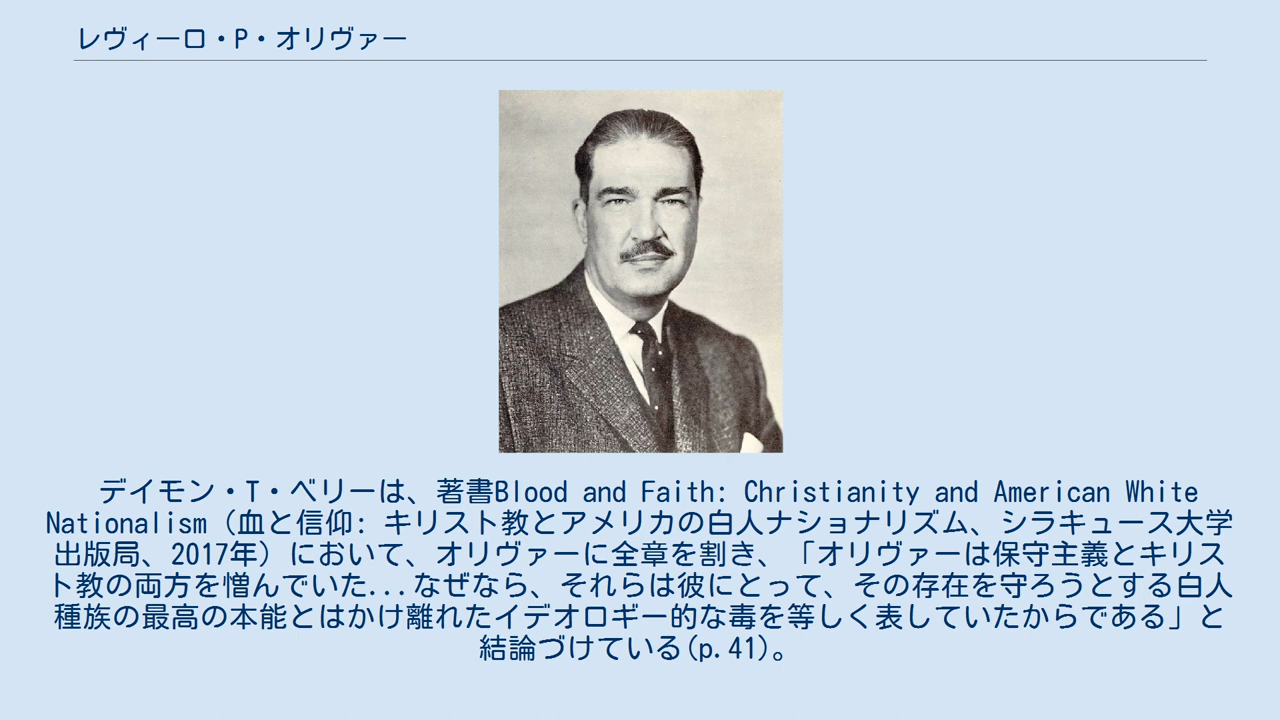 レヴィーロ・P・オリヴァー
デイモン・T・ベリーは、著書Blood and Faith: Christianity and American White
Nationalism（血と信仰: キリスト教とアメリカの白人ナショナリズム、シラキュース大学
出版局、2017年）において、オリヴァーに全章を割き、「オリヴァーは保守主義とキリス
ト教の両方を憎んでいた...なぜなら、それらは彼にとって、その存在を守ろうとする白人
種族の最高の本能とはかけ離れたイデオロギー的な毒を等しく表していたからである」と
結論づけている(p.41)。